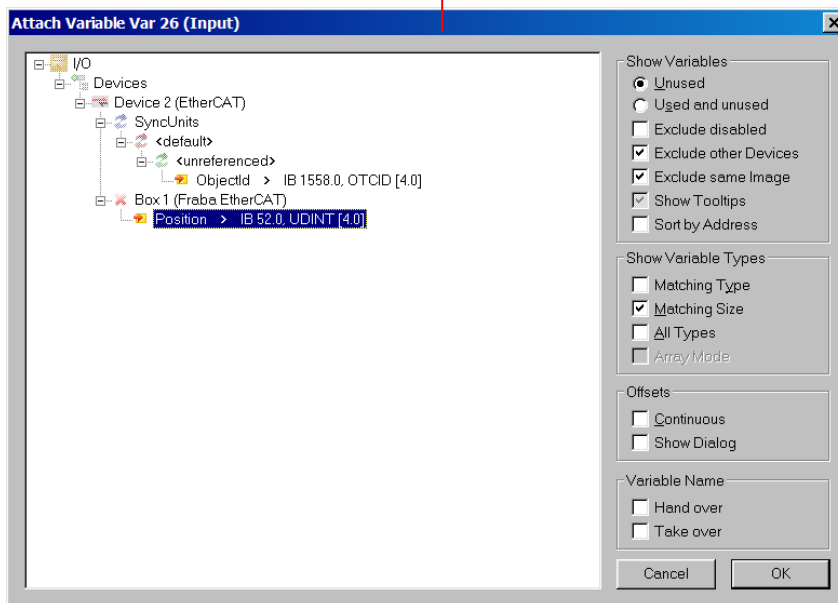 Attach Variable Var 26 (Input)
I/O
Devices
Device 2 (EtherCAT)
SyncUnits
<default>
<unreferenced>
ObjectId > IB 1558.0, OTCID [4.0]
Box 1 (Fraba EtherCAT)
Position > IB 52.0, UDINT [4.0]
Show Variables
Unused
Used and unused
Exclude disabled
Exclude other Devices
Exclude same Image
Show Tooltips
Sort by Address
Show Variable Types
Matching Type
Matching Size
All Types
Array Mode
Offsets
Continuous
Show Dialog
Variable Name
Hand over
Take over
Cancel
OK